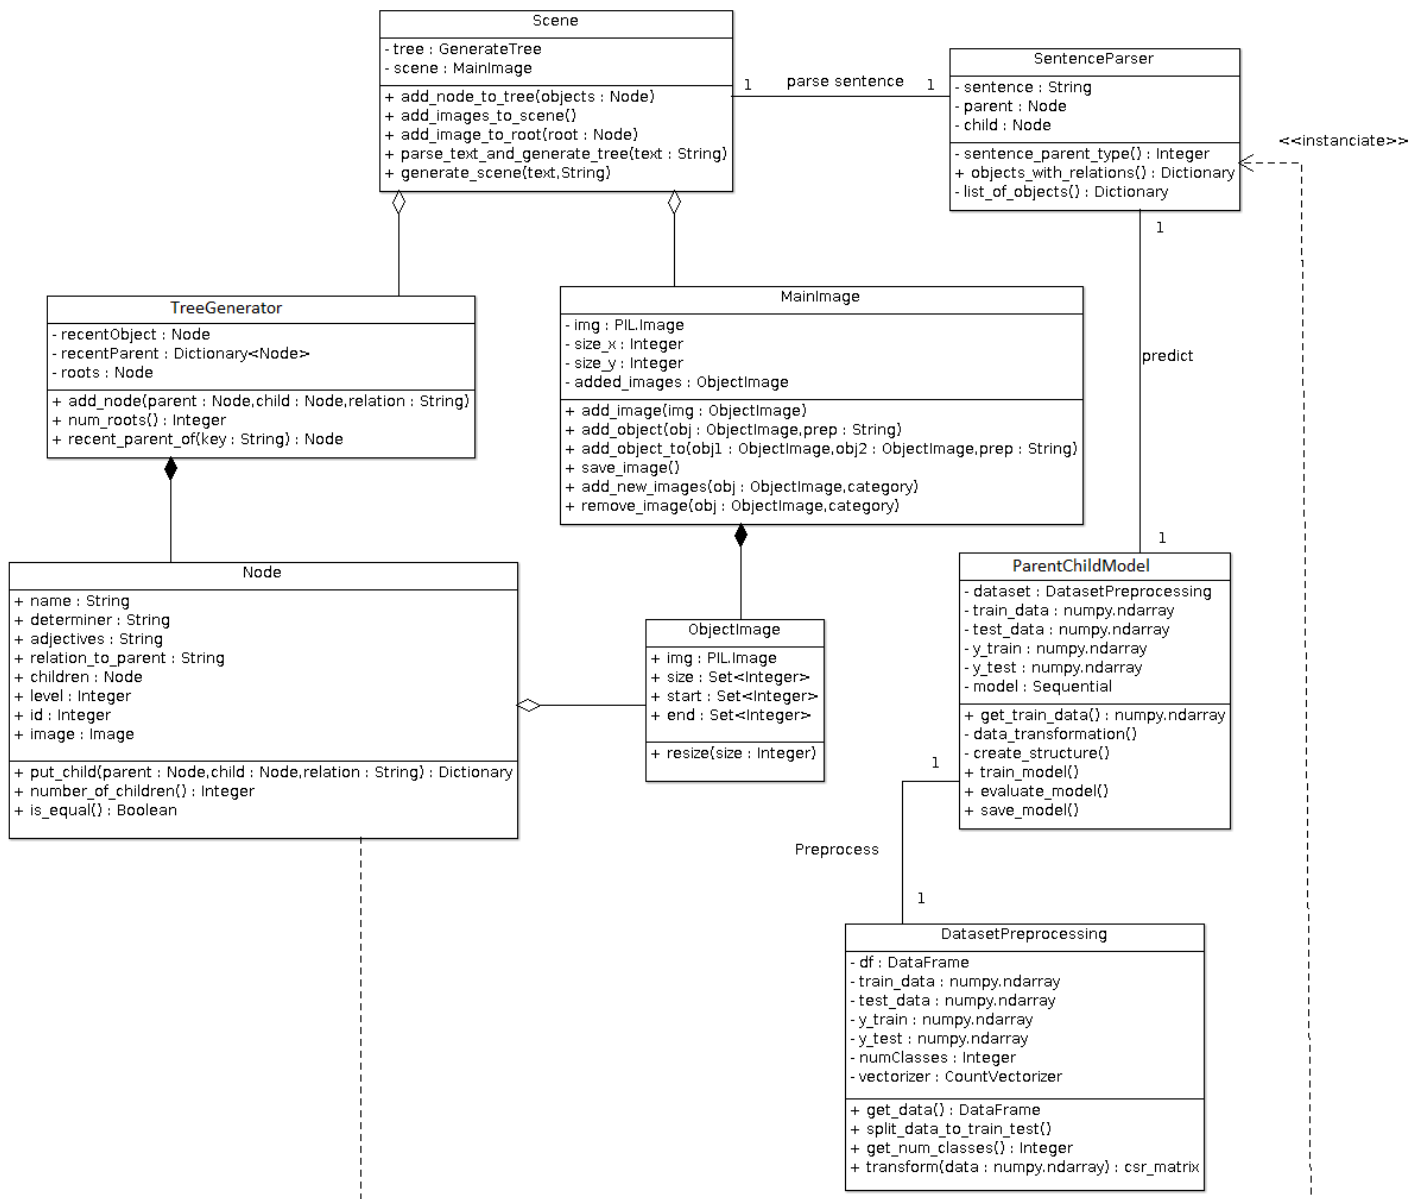 Scene
- tree : GenerateTree
- scene : MainImage
+ add_node_to_tree(objects : Node)
+ add_images_to_scene()
+ add_image_to_root(root : Node)
+ parse_text_and_generate_tree(text : String)
+ generate_scene(text,String)
1 parse sentence 1
SentenceParser
- sentence : String
- parent : Node
- child : Node
- sentence_parent_type() : Integer
+ objects_with_relations() : Dictionary
- list_of_objects() : Dictionary
<<instanciate>>
1
predict
1
TreeGenerator
- recentObject : Node
- recentParent : Dictionary<Node>
- roots : Node
+ add_node(parent : Node,child : Node,relation : String)
+ num_roots() : Integer
+ recent_parent_of(key : String) : Node
MainImage
- img : PIL.Image
- size_x : Integer
- size_y : Integer
- added_images : ObjectImage
+ add_image(img : ObjectImage)
+ add_object(obj : ObjectImage,prep : String)
+ add_object_to(obj1 : ObjectImage,obj2 : ObjectImage,prep : String)
+ save_image()
+ add_new_images(obj : ObjectImage,category)
+ remove_image(obj : ObjectImage,category)
Node
+ name : String
+ determiner : String
+ adjectives : String
+ relation_to_parent : String
+ children : Node
+ level : Integer
+ id : Integer
+ image : Image
+ put_child(parent : Node,child : Node,relation : String) : Dictionary
+ number_of_children() : Integer
+ is_equal() : Boolean
ObjectImage
+ img : PIL.Image
+ size : Set<Integer>
+ start : Set<Integer>
+ end : Set<Integer>
+ resize(size : Integer)
ParentChildModel
- dataset : DatasetPreprocessing
- train_data : numpy.ndarray
- test_data : numpy.ndarray
- y_train : numpy.ndarray
- y_test : numpy.ndarray
- model : Sequential
+ get_train_data() : numpy.ndarray
- data_transformation()
- create_structure()
+ train_model()
+ evaluate_model()
+ save_model()
1
Preprocess
1
DatasetPreprocessing
- df : DataFrame
- train_data : numpy.ndarray
- test_data : numpy.ndarray
- y_train : numpy.ndarray
- y_test : numpy.ndarray
- numClasses : Integer
- vectorizer : CountVectorizer
+ get_data() : DataFrame
+ split_data_to_train_test()
+ get_num_classes() : Integer
+ transform(data : numpy.ndarray) : csr_matrix